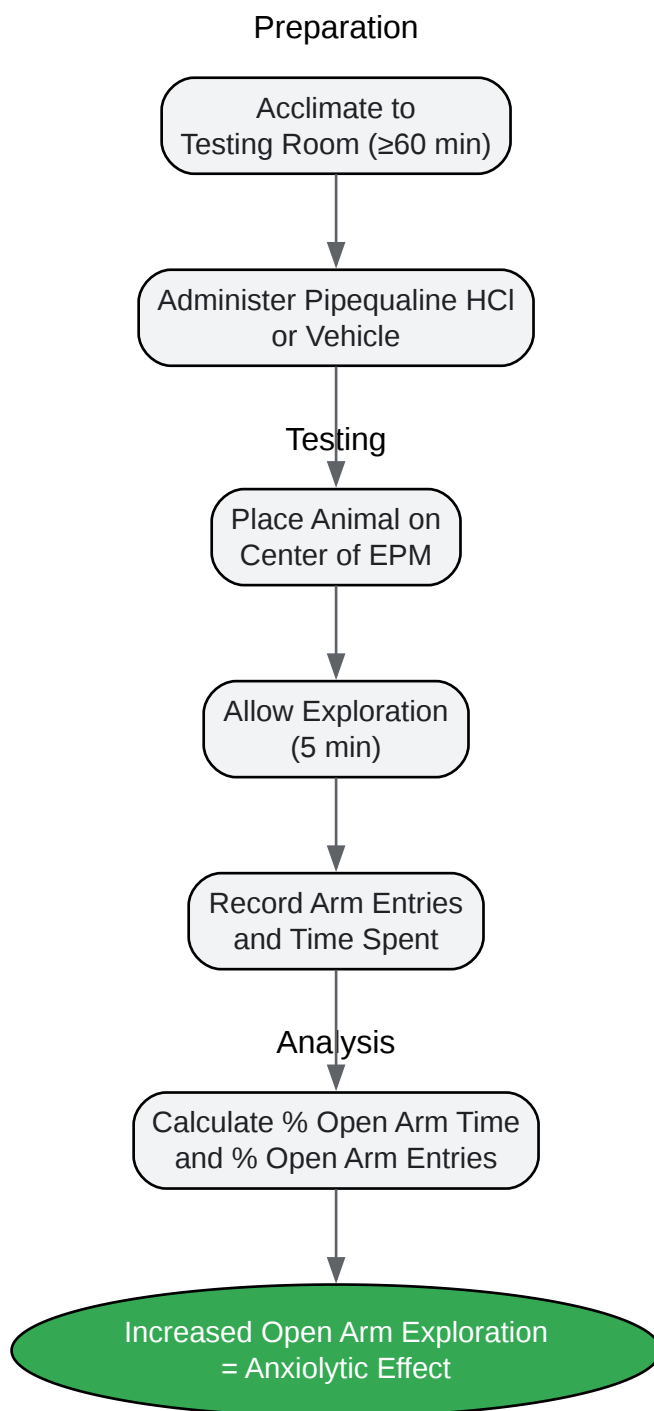 Preparation
Acclimate to
Testing Room (≥60 min)
Administer Pipequaline HCl
or Vehicle
Testing
Place Animal on
Center of EPM
Allow Exploration
(5 min)
Record Arm Entries
and Time Spent
Analysis
Calculate % Open Arm Time
and % Open Arm Entries
Increased Open Arm Exploration
= Anxiolytic Effect